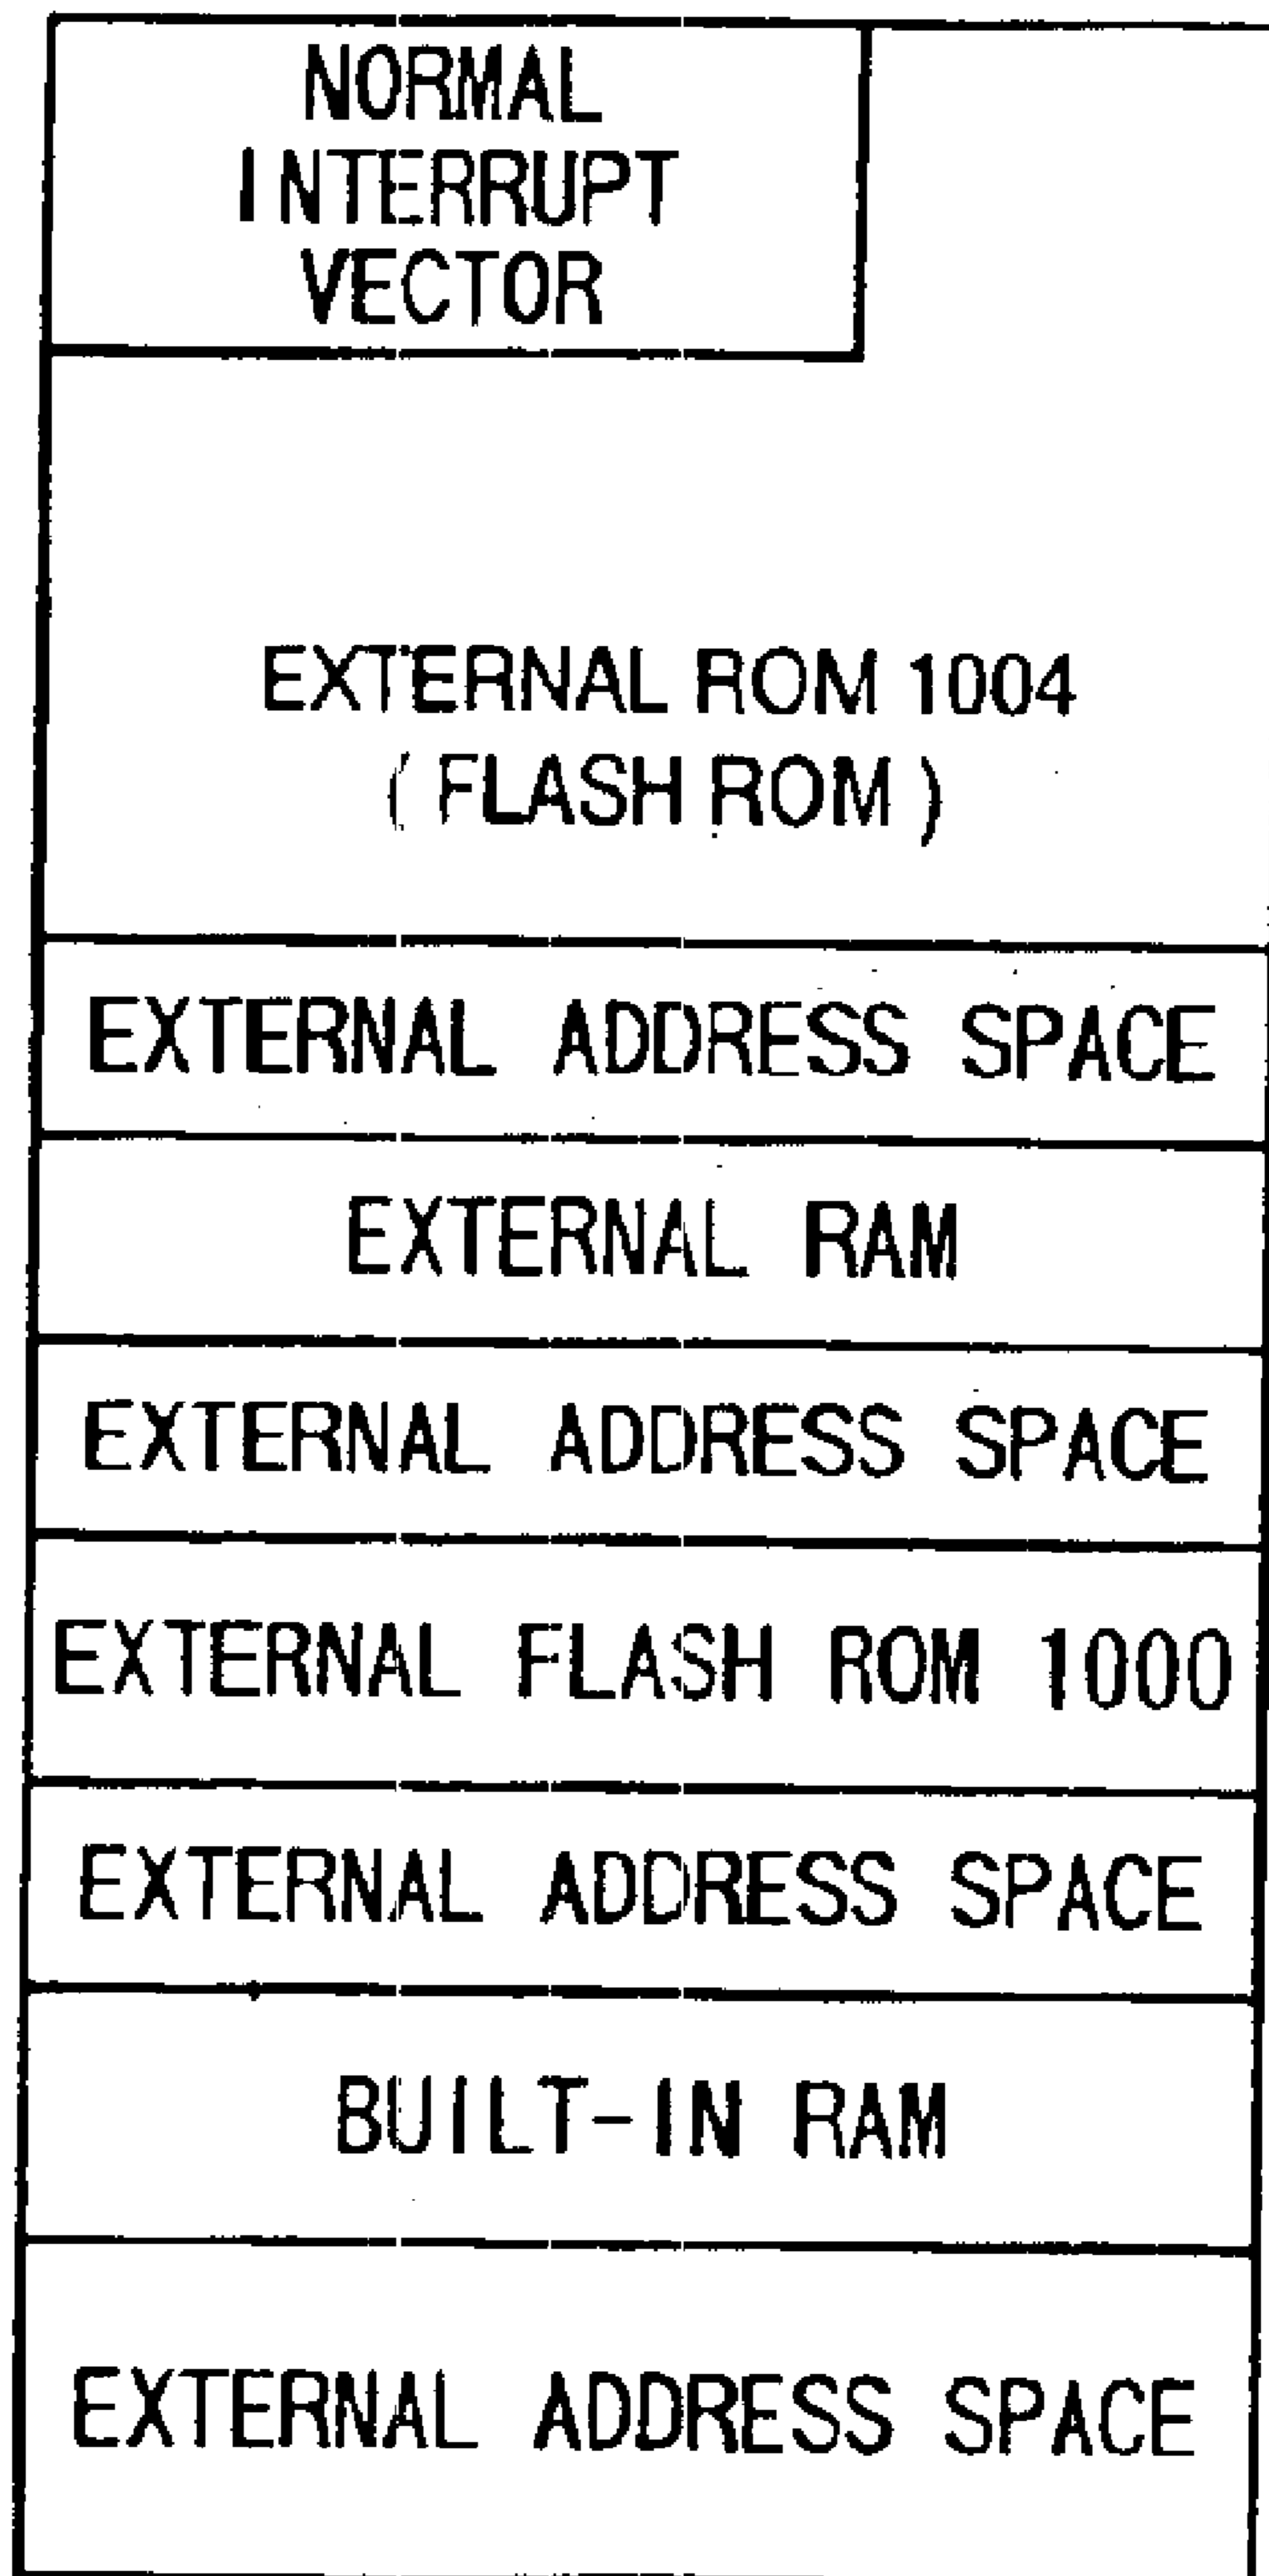 NORMAL
INTERRUPT
VECTOR
EXTERNAL ROM 1004
( FLASH ROM )
EXTERNAL ADDRESS SPACE
EXTERNAL RAM
EXTERNAL ADDRESS SPACE
EXTERNAL FLASH ROM 1000
EXTERNAL ADDRESS SPACE
BUILT-IN RAM
EXTERNAL ADDRESS SPACE